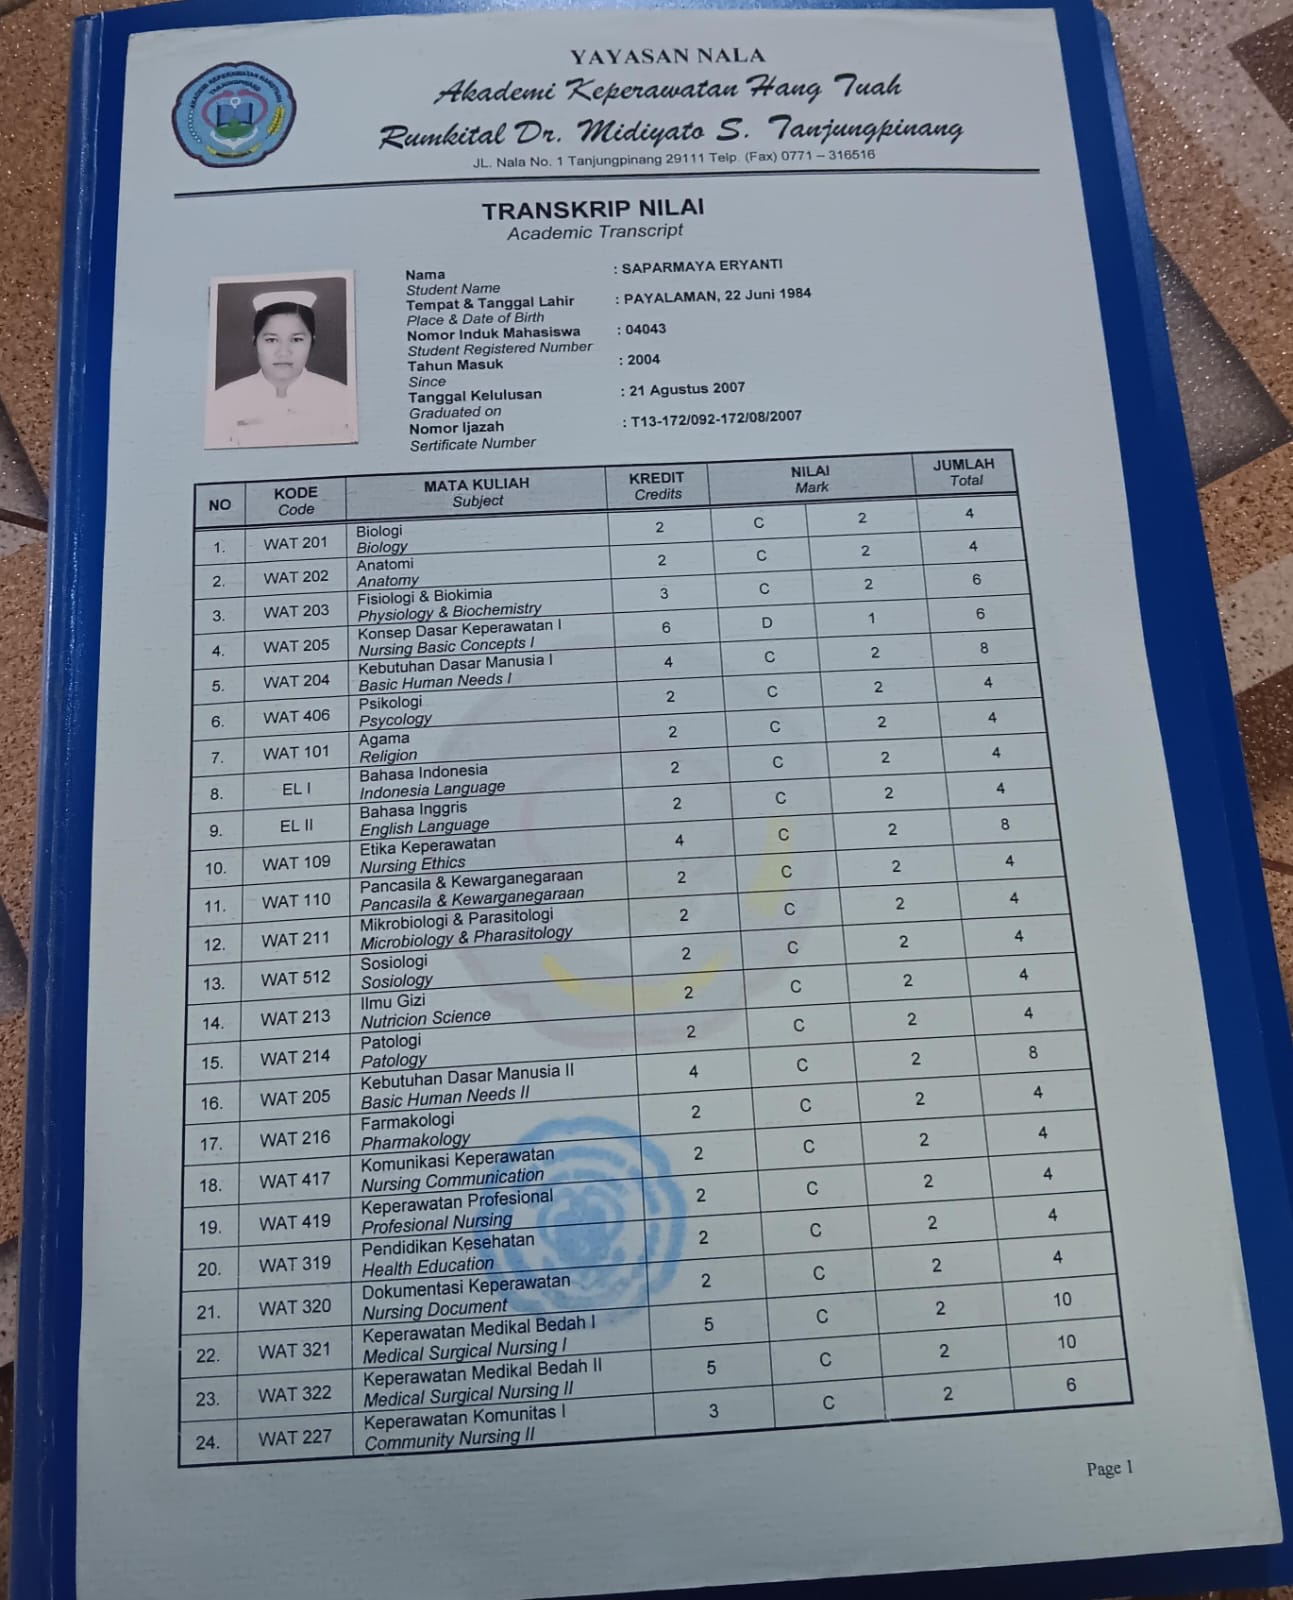 YAYASAN NALA
Akademi Keperawatan Hang Tuah
Rumkital Dr. Midiyato S. Tanjungpinang
JL. Nala No. 1 Tanjungpinang 29111 Telp. (Fax) 0771 – 316516
TRANSKRIP NILAI
Academic Transcript
Nama : SAPARMAYA ERYANTI
Student Name
Tempat & Tanggal Lahir : PAYALAMAN, 22 Juni 1984
Place & Date of Birth
Nomor Induk Mahasiswa : 04043
Student Registered Number
Tahun Masuk : 2004
Since
Tanggal Kelulusan : 21 Agustus 2007
Graduated on
Nomor Ijazah : T13-172/092-172/08/2007
Sertificate Number
NO KODE MATA KULIAH KREDIT NILAI JUMLAH
Code Subject Credits Mark Total
1. WAT 201 Biologi 2 C 2 4
Biology
2. WAT 202 Anatomi 2 C 2 4
Anatomy
3. WAT 203 Fisiologi & Biokimia 3 C 2 6
Physiology & Biochemistry
4. WAT 205 Konsep Dasar Keperawatan I 6 D 1 6
Nursing Basic Concepts I
5. WAT 204 Kebutuhan Dasar Manusia I 4 C 2 8
Basic Human Needs I
6. WAT 406 Psikologi 2 C 2 4
Psycology
7. WAT 101 Agama 2 C 2 4
Religion
8. EL I Bahasa Indonesia 2 C 2 4
Indonesia Language
9. EL II Bahasa Inggris 2 C 2 4
English Language
10. WAT 109 Etika Keperawatan 4 C 2 8
Nursing Ethics
11. WAT 110 Pancasila & Kewarganegaraan 2 C 2 4
Pancasila & Kewarganegaraan
12. WAT 211 Mikrobiologi & Parasitologi 2 C 2 4
Microbiology & Pharasitology
13. WAT 512 Sosiologi 2 C 2 4
Sosiology
14. WAT 213 Ilmu Gizi 2 C 2 4
Nutricion Science
15. WAT 214 Patologi 2 C 2 4
Patology
16. WAT 205 Kebutuhan Dasar Manusia II 4 C 2 8
Basic Human Needs II
17. WAT 216 Farmakologi 2 C 2 4
Pharmakology
18. WAT 417 Komunikasi Keperawatan 2 C 2 4
Nursing Communication
19. WAT 419 Keperawatan Profesional 2 C 2 4
Profesional Nursing
20. WAT 319 Pendidikan Kesehatan 2 C 2 4
Health Education
21. WAT 320 Dokumentasi Keperawatan 2 C 2 4
Nursing Document
22. WAT 321 Keperawatan Medikal Bedah I 5 C 2 10
Medical Surgical Nursing I
23. WAT 322 Keperawatan Medikal Bedah II 5 C 2 10
Medical Surgical Nursing II
24. WAT 227 Keperawatan Komunitas I 3 C 2 6
Community Nursing II
Page 1